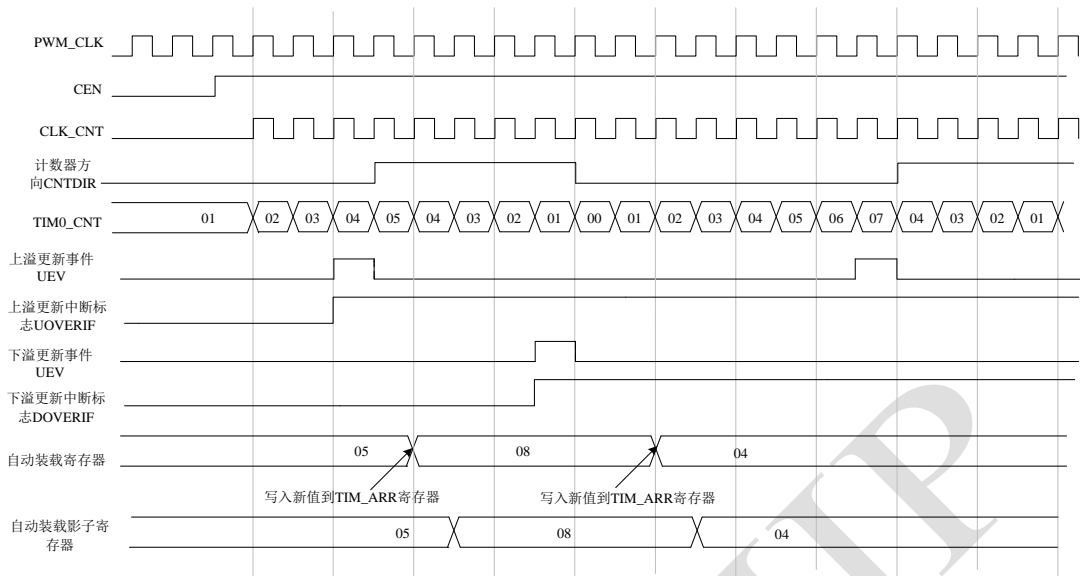 PWM_CLK
CEN
CLK_CNT
计数器方
向CNTDIR
TIM0_CNT
01 02 03 04 05 04 03 02 01 00 01 02 03 04 05 06 07 04 03 02 01
上溢更新事件
UEV
上溢更新中断标
志UOVERIF
下溢更新事件
UEV
下溢更新中断标
志DOVERIF
自动装载寄存器
05 08 04
写入新值到TIM_ARR寄存器 写入新值到TIM_ARR寄存器
自动装载影子寄
存器
05 08 04